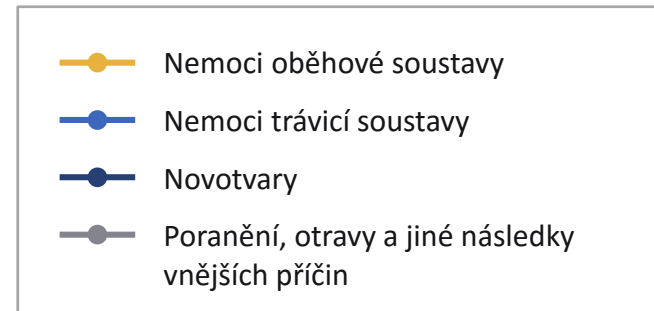 Nemoci oběhové soustavy
Nemoci trávicí soustavy
Novotvary
Poranění, otravy a jiné následky
vnějších příčin